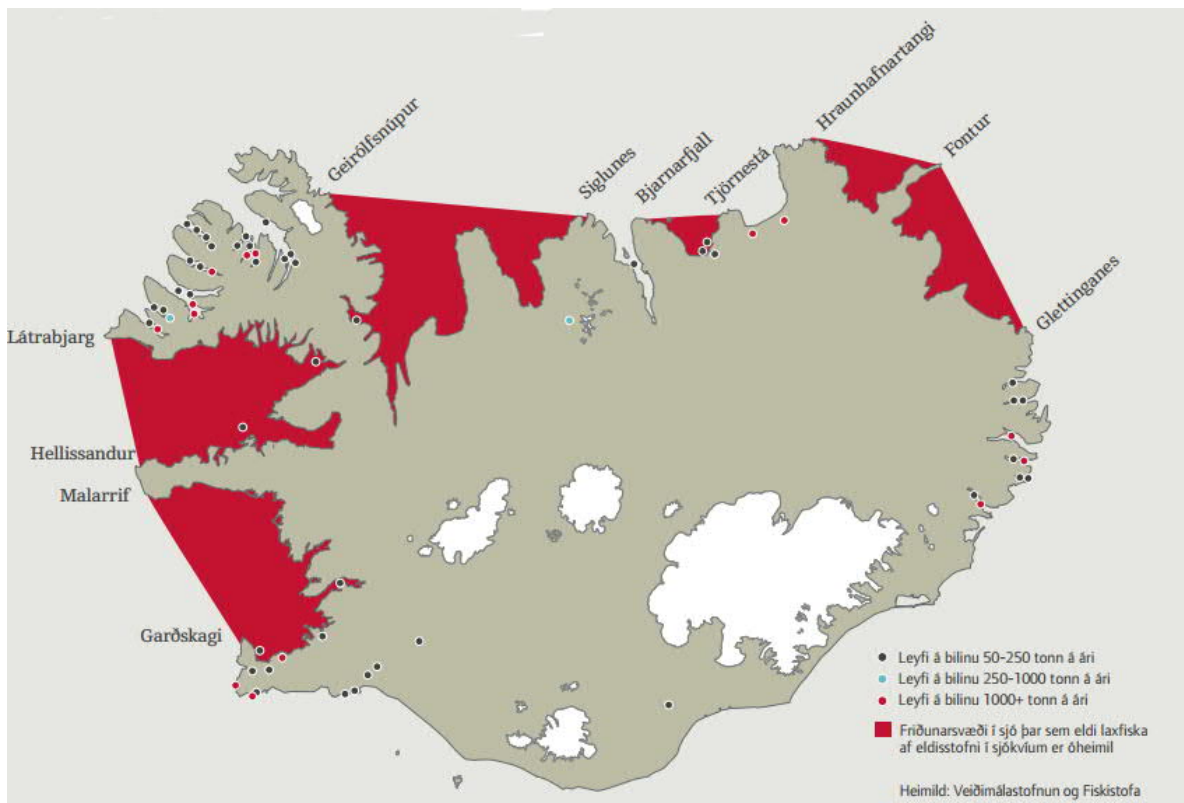 Geirólfsnúpur
Siglunes
Bjarnarfjall
Tjörnestá
Hraunhafnartangi
Fontur
Glettinganes
Látrabjarg
Hellissandur
Malarrif
Garðskagi
Leyfi á bilinu 50-250 tonn á ári
Leyfi á bilinu 250-1000 tonn á ári
Leyfi á bilinu 1000+ tonn á ári
Friðunarsvæði í sjó þar sem eldi laxfiska
af eldisstofni í sjókvíum er óheimil
Heimild: Veiðimálastofnun og Fiskistofa